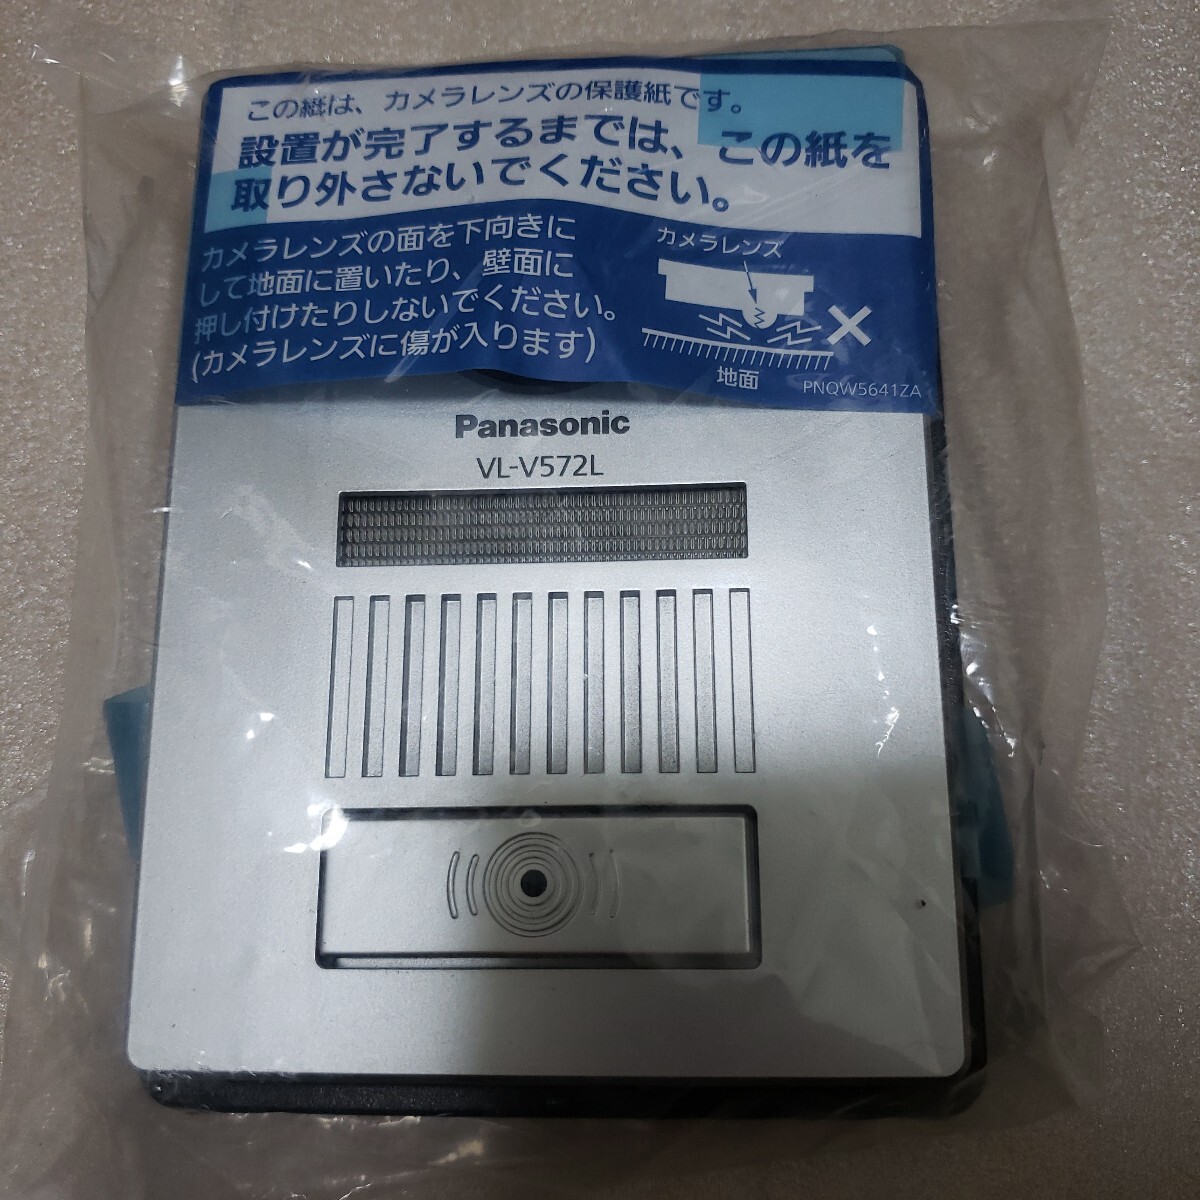 この紙は、カメラレンズの保護紙です。
設置が完了するまでは、この紙を
取り外さないでください。
カメラレンズの面を下向きに
して地面に置いたり、壁面に
押し付けたりしないでください。
(カメラレンズに傷が入ります)
カメラレンズ
地面
PNQW5641ZA
Panasonic
VL-V572L